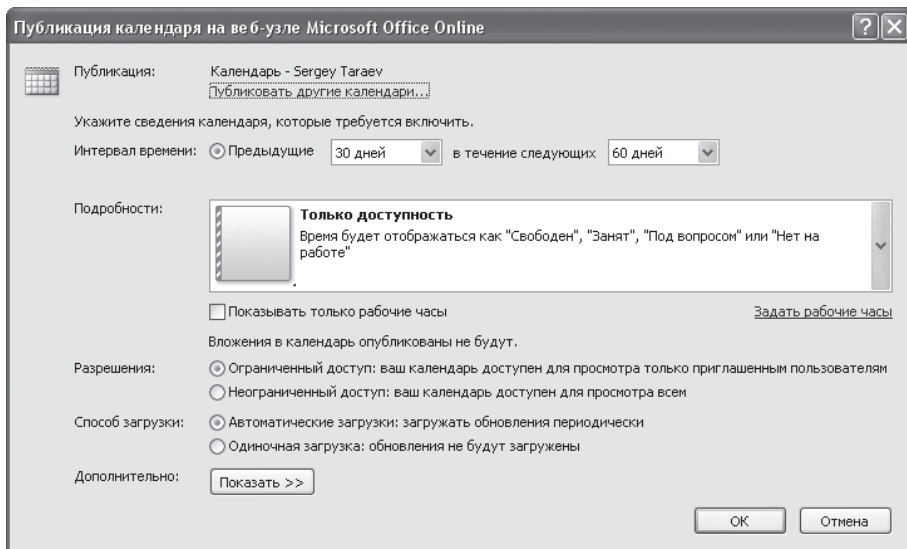 Публикация календаря на веб-узле Microsoft Office Online
Публикация: Календарь - Sergey Taraev
Публиковать другие календари...
Укажите сведения календаря, которые требуется включить.
Интервал времени: Предыдущие 30 дней в течение следующих 60 дней
Подробности: Только доступность
Время будет отображаться как "Свободен", "Занят", "Под вопросом" или "Нет на
работе"
Показывать только рабочие часы Задать рабочие часы
Вложения в календарь опубликованы не будут.
Разрешения: Ограниченный доступ: ваш календарь доступен для просмотра только приглашенным пользователям
Неограниченный доступ: ваш календарь доступен для просмотра всем
Способ загрузки: Автоматические загрузки: загружать обновления периодически
Одиночная загрузка: обновления не будут загружены
Дополнительно: Показать >>
ОК Отмена